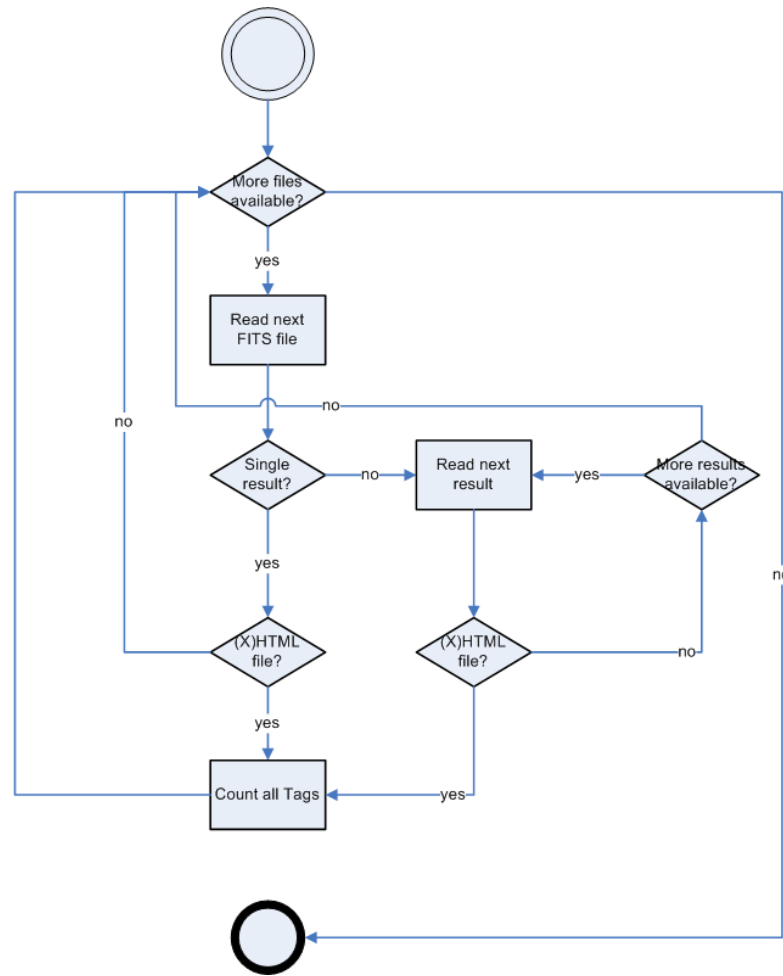 More files
available?
yes
Read next
FITS file
no
no
Single
result?
no
Read next
result
yes
More results
available?
yes
no
(X)HTML
file?
(X)HTML
file?
no
yes
Count all Tags
yes